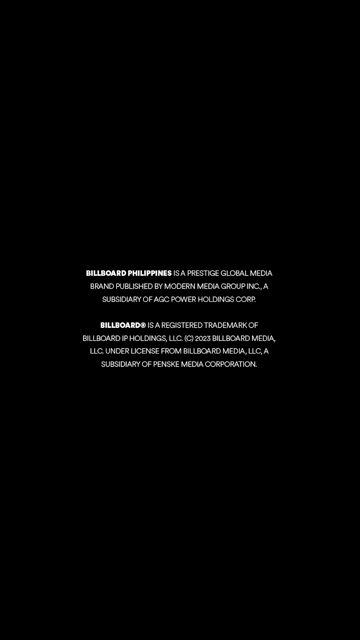 BILLBOARD PHILIPPINES IS A PRESTIGE GLOBAL MEDIA
BRAND PUBLISHED BY MODERN MEDIA GROUP INC., A
SUBSIDIARY OF AGC POWER HOLDINGS CORP.
BILLBOARD® IS A REGISTERED TRADEMARK OF
BILLBOARD IP HOLDINGS, LLC. (C) 2023 BILLBOARD MEDIA,
LLC. UNDER LICENSE FROM BILLBOARD MEDIA, LLC, A
SUBSIDIARY OF PENSKE MEDIA CORPORATION.